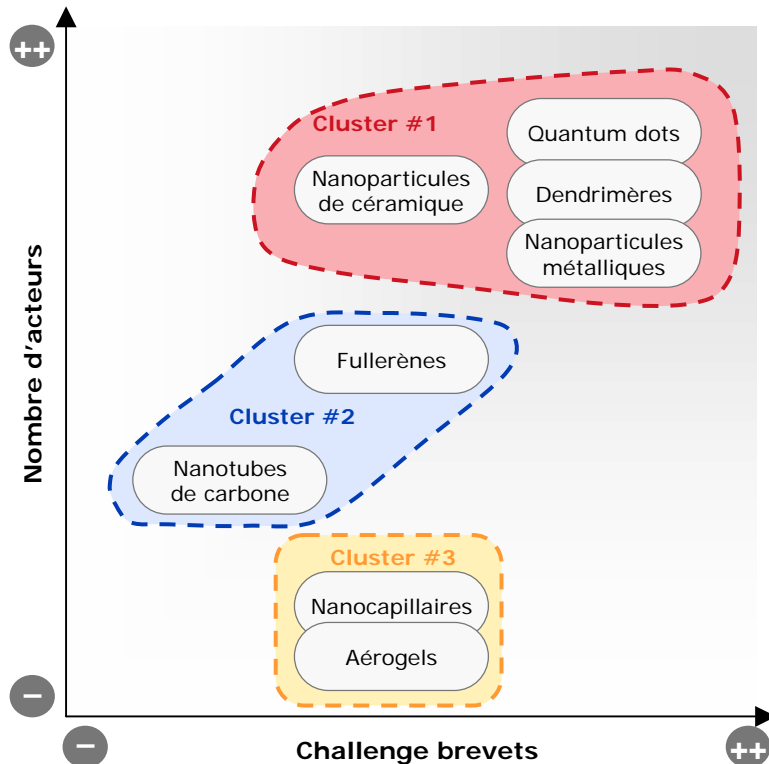 ++
Cluster #1
Quantum dots
Nanoparticules
de céramique
Dendrimères
Nanoparticules
métalliques
Nombre d’acteurs
Fullerènes
Cluster #2
Nanotubes
de carbone
Cluster #3
Nanocapillaires
Aérogels
–
–
Challenge brevets
++